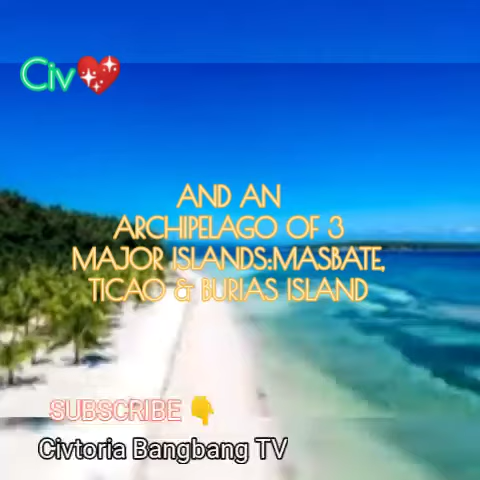 Civ💖
AND AN
ARCHIPELAGO OF 3
MAJOR ISLANDS:MASBATE,
TICAO & BURIAS ISLAND
SUBSCRIBE 👇
Civtoria Bangbang TV